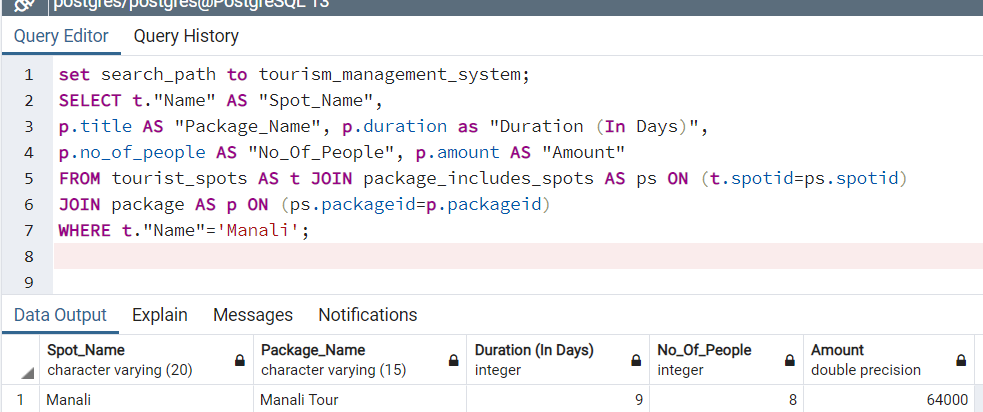 postgres/postgres@PostgreSQL 13
Query Editor Query History
1 set search_path to tourism_management_system;
2 SELECT t."Name" AS "Spot_Name",
3 p.title AS "Package_Name", p.duration as "Duration (In Days)",
4 p.no_of_people AS "No_Of_People", p.amount AS "Amount"
5 FROM tourist_spots AS t JOIN package_includes_spots AS ps ON (t.spotid=ps.spotid)
6 JOIN package AS p ON (ps.packageid=p.packageid)
7 WHERE t."Name"='Manali';
8
9
Data Output Explain Messages Notifications
Spot_Name Package_Name Duration (In Days) No_Of_People Amount
character varying (20) character varying (15) integer integer double precision
1 Manali Manali Tour 9 8 64000